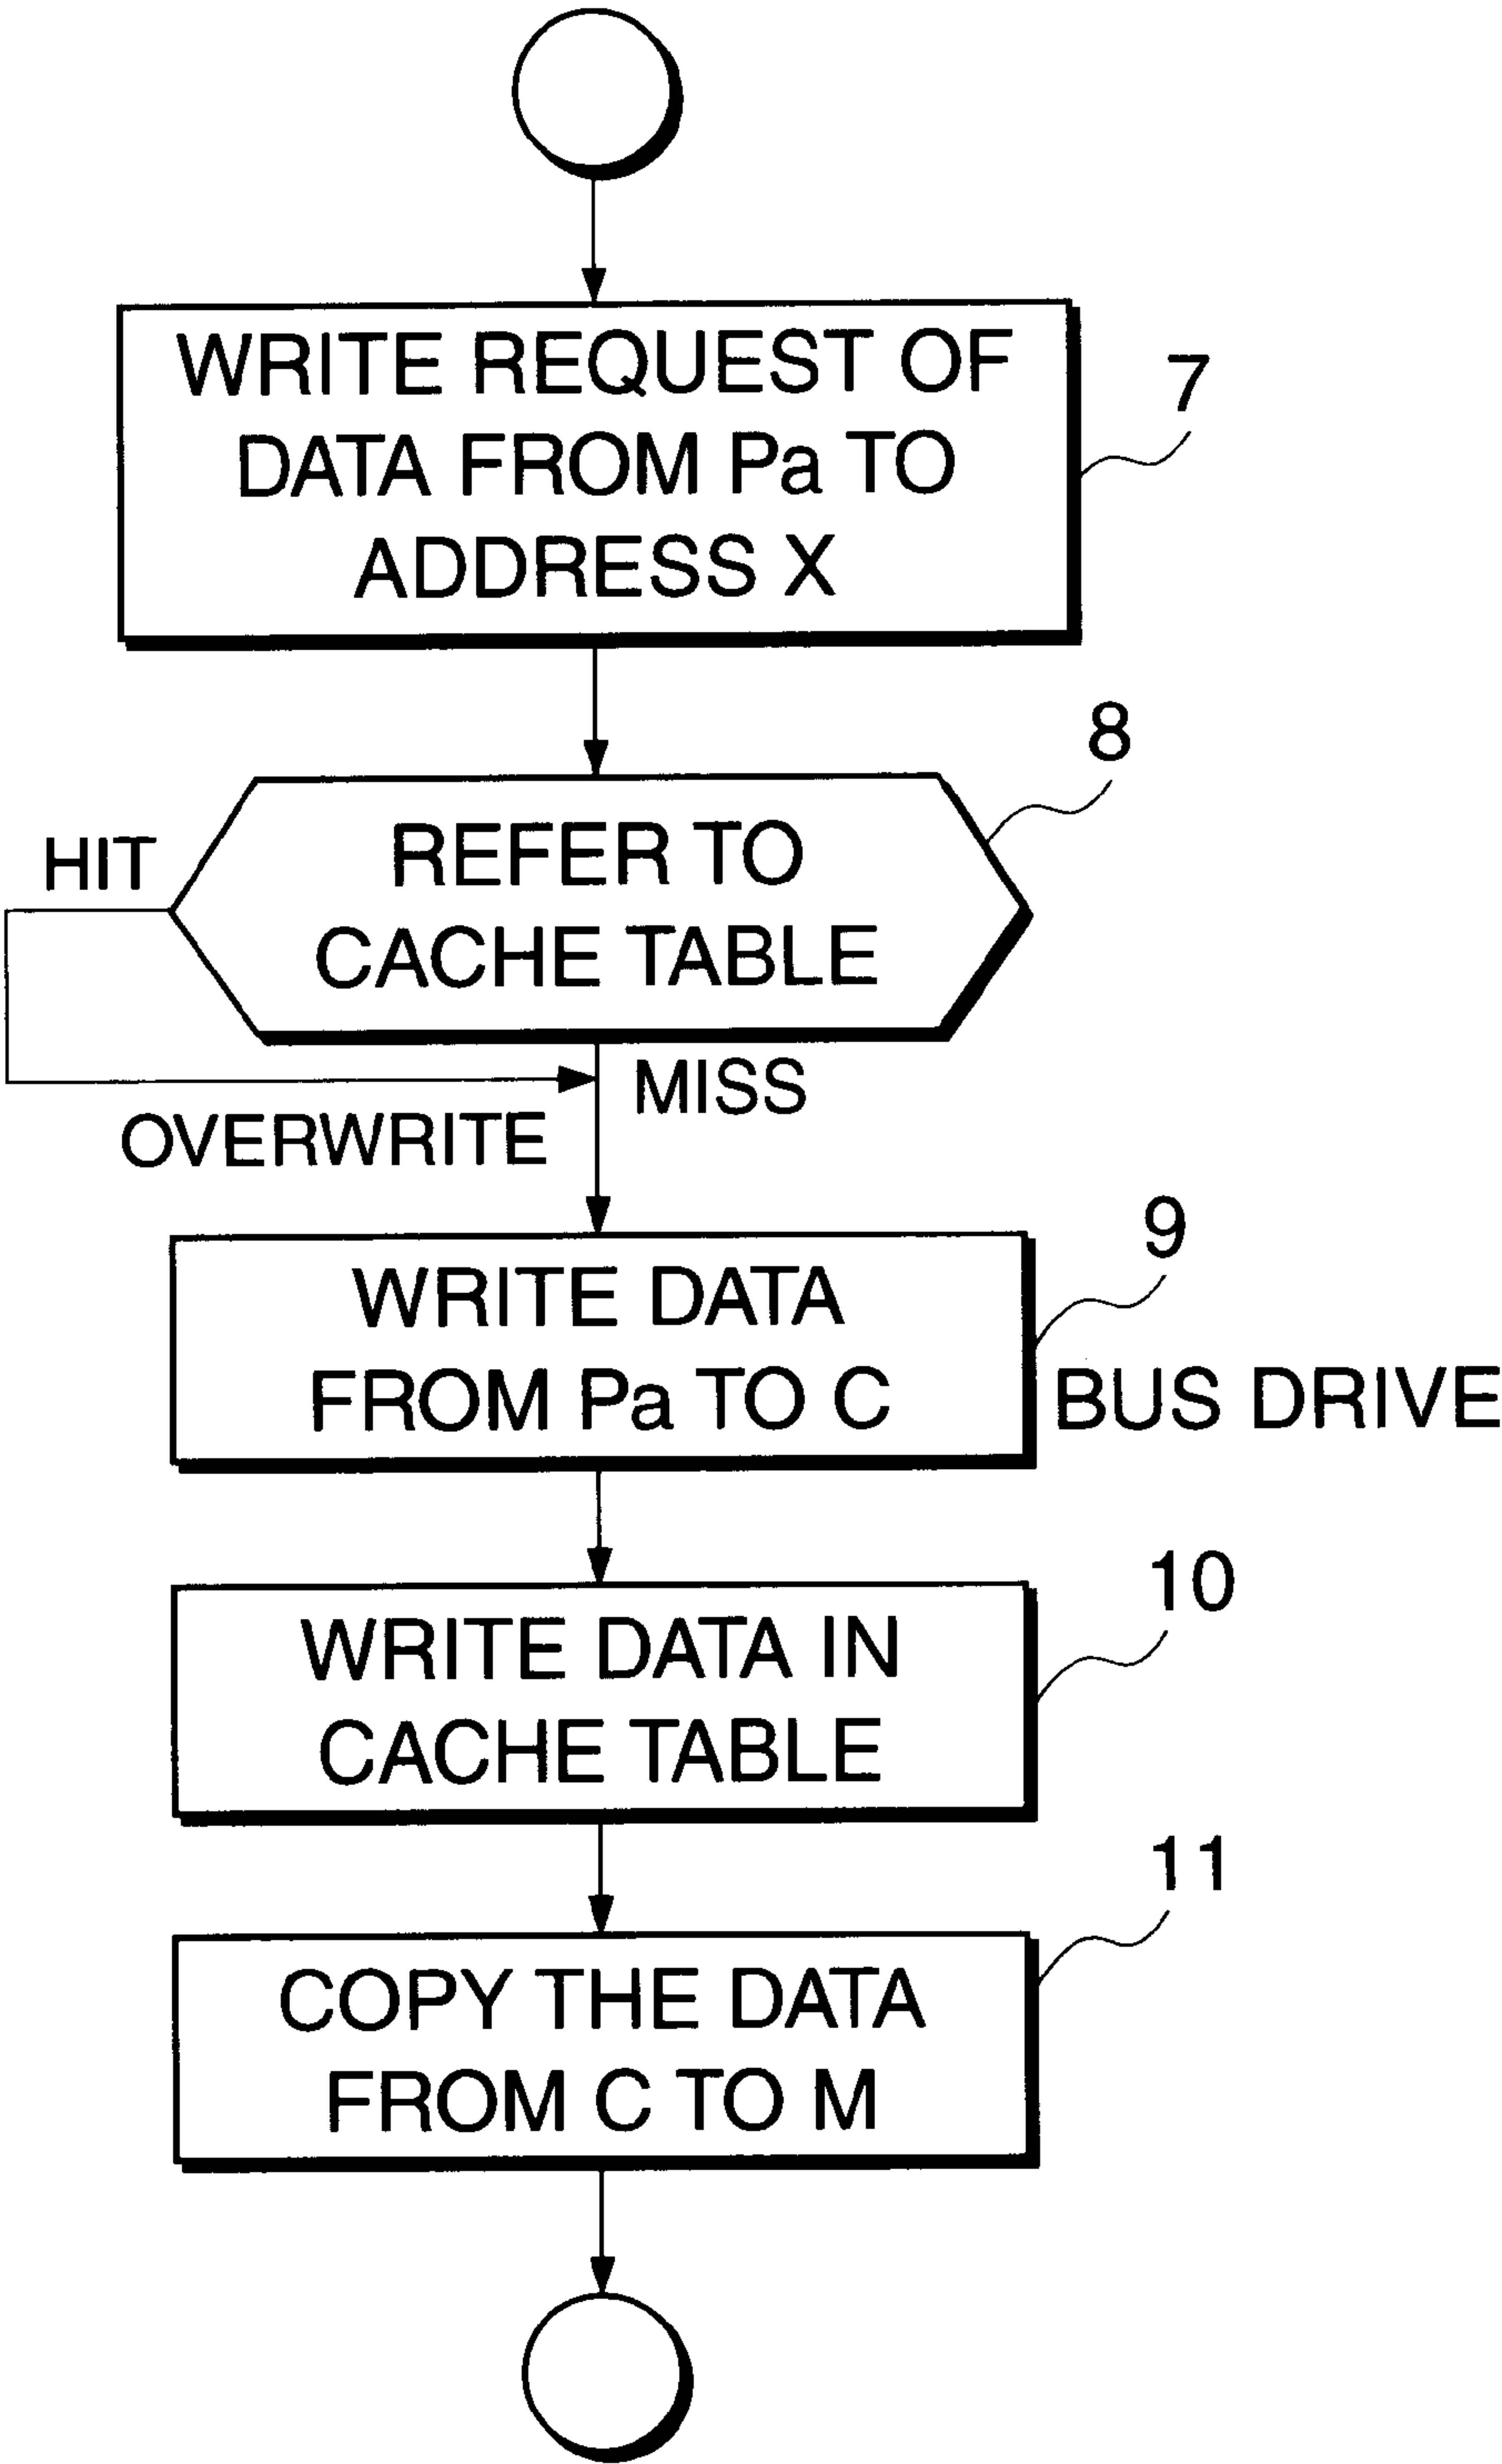 WRITE REQUEST OF
DATA FROM Pa TO
ADDRESS X
7
8
REFER TO
CACHE TABLE
HIT
MISS
OVERWRITE
9
WRITE DATA
FROM Pa TO C
BUS DRIVE
10
WRITE DATA IN
CACHE TABLE
11
COPY THE DATA
FROM C TO M